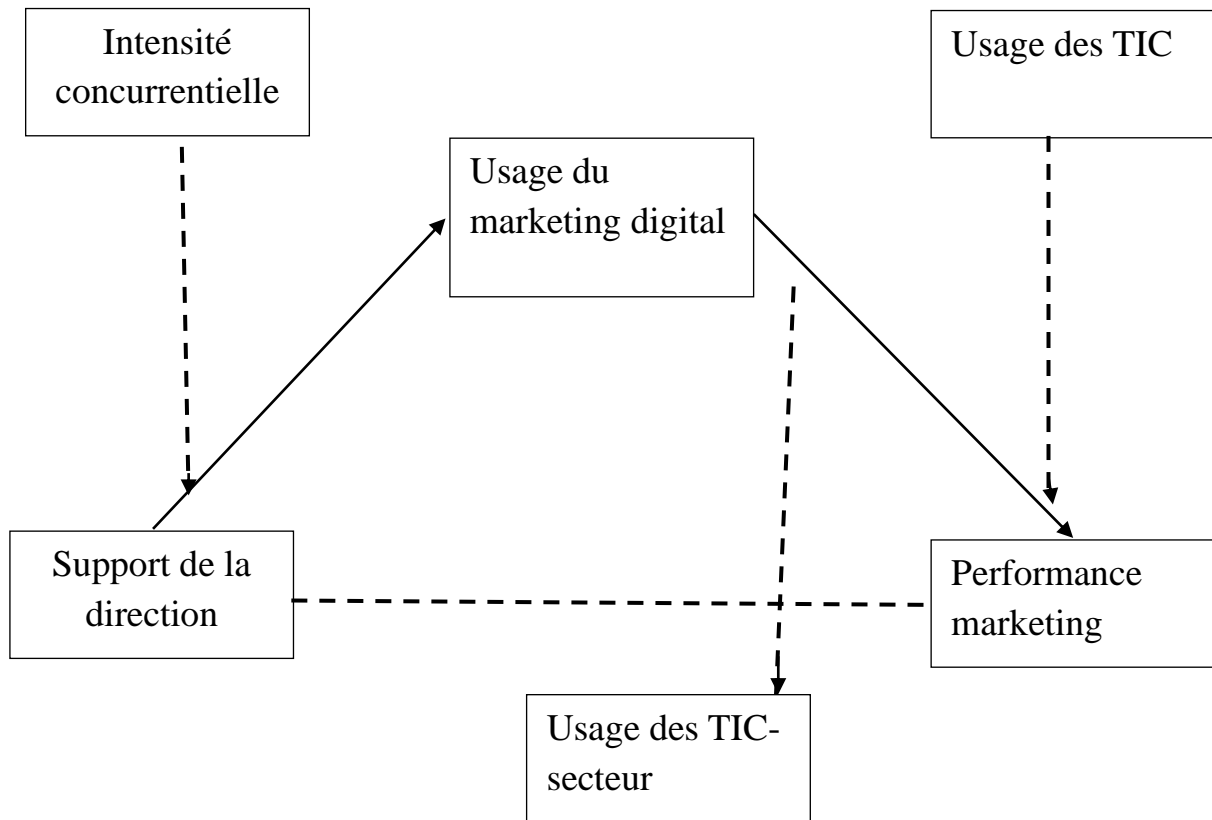 Intensité
concurrentielle
Usage des TIC
Usage du
marketing digital
Support de la
direction
Performance
marketing
Usage des TIC-
secteur